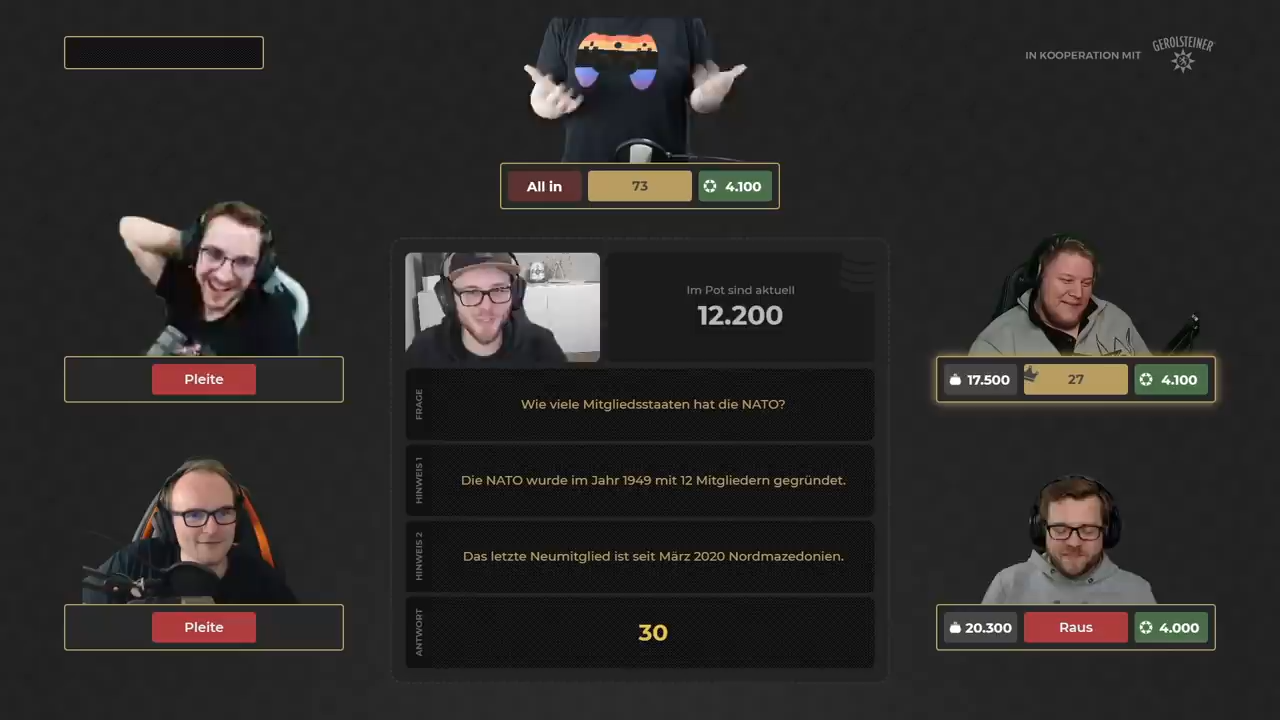 IN KOOPERATION MIT
GEROLSTEINER
All in
73
4.100
Im Pot sind aktuell
12.200
Pleite
17.500
27
4.100
FRAGE
Wie viele Mitgliedsstaaten hat die NATO?
HINWEIS 1
Die NATO wurde im Jahr 1949 mit 12 Mitgliedern gegründet.
HINWEIS 2
Das letzte Neumitglied ist seit März 2020 Nordmazedonien.
ANTWORT
30
Pleite
20.300
Raus
4.000